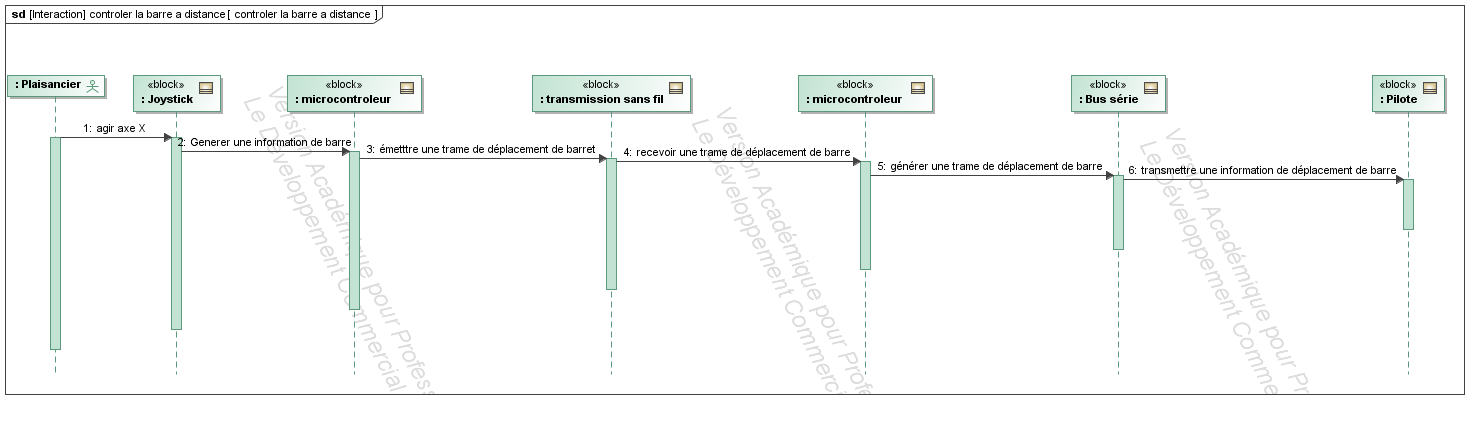 sd [Interaction] controler la barre a distance[ controler la barre a distance ]
: Plaisancier
«block»
: Joystick
«block»
: microcontroleur
«block»
: transmission sans fil
«block»
: microcontroleur
«block»
: Bus série
«block»
: Pilote
1: agir axe X
2: Generer une information de barre
3: émetttre une trame de déplacement de barret
4: recevoir une trame de déplacement de barre
5: générer une trame de déplacement de barre
6: transmettre une information de déplacement de barre
Version Académique pour Profess
Le Développement Commercial
Version Académique pour Profess
Le Développement Commerci
Version Académique pour Pr
Le Développement Comme